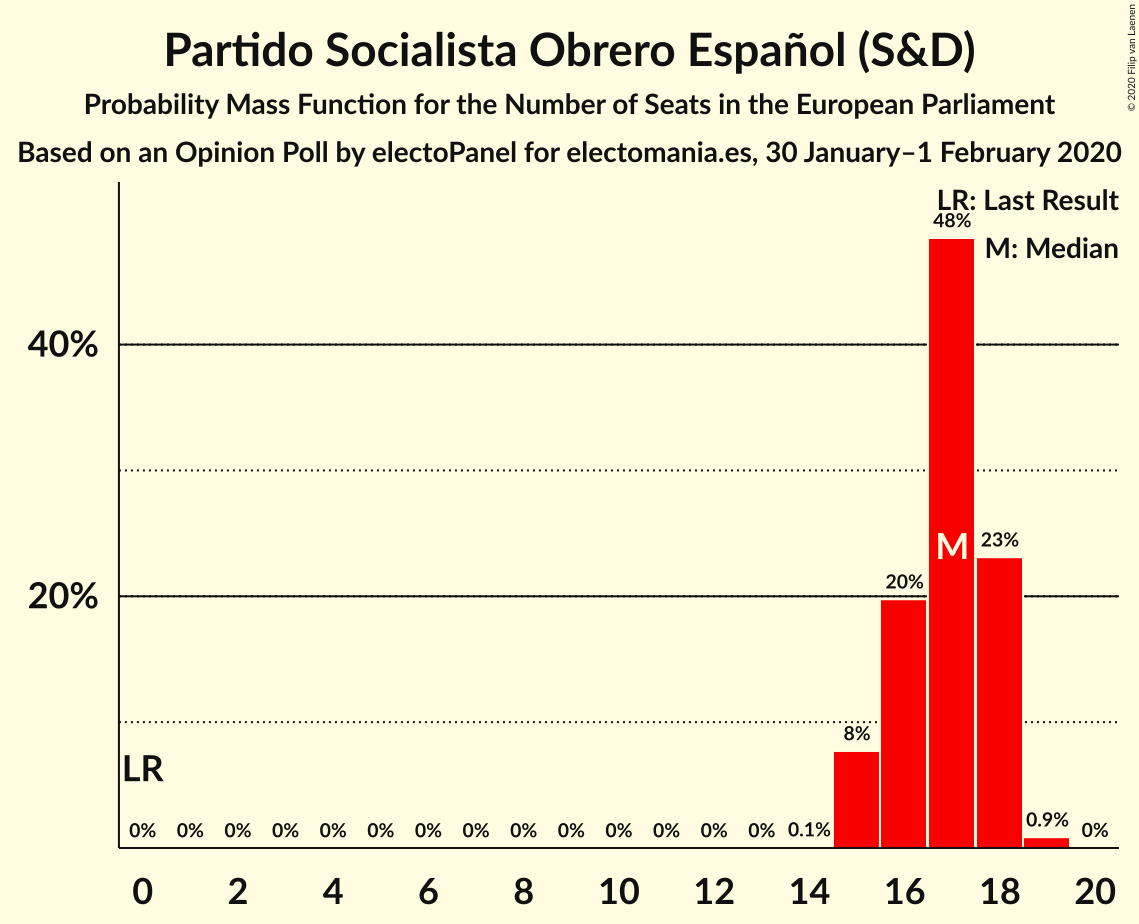 Partido Socialista Obrero Español (S&D)
Probability Mass Function for the Number of Seats in the European Parliament
Based on an Opinion Poll by electoPanel for electomania.es, 30 January–1 February 2020
© 2020 Filip van Laenen
LR: Last Result
48%
M: Median
40%
M
23%
20%
20%
8%
LR
0% 0% 0% 0% 0% 0% 0% 0% 0% 0% 0% 0% 0% 0% 0.1% 0.9% 0%
0 2 4 6 8 10 12 14 16 18 20